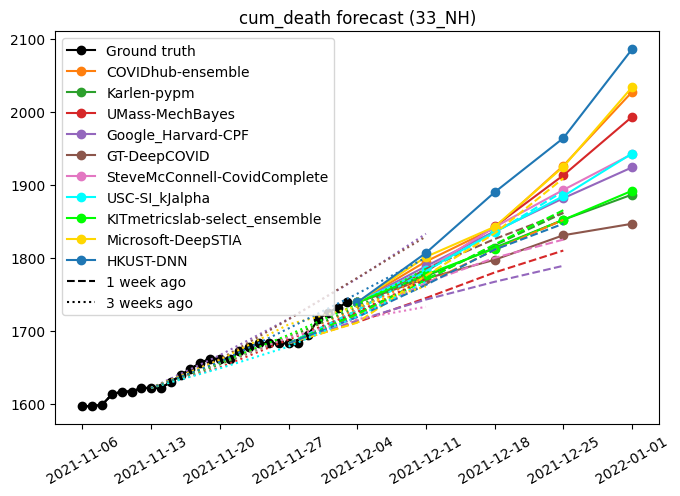 cum_death forecast (33_NH)
2100
2000
1900
1800
1700
1600
Ground truth
COVIDhub-ensemble
Karlen-pypm
UMass-MechBayes
Google_Harvard-CPF
GT-DeepCOVID
SteveMcConnell-CovidComplete
USC-SI_kJalpha
KITmetricslab-select_ensemble
Microsoft-DeepSTIA
HKUST-DNN
1 week ago
3 weeks ago
2021-11-06
2021-11-13
2021-11-20
2021-11-27
2021-12-04
2021-12-11
2021-12-18
2021-12-25
2022-01-01